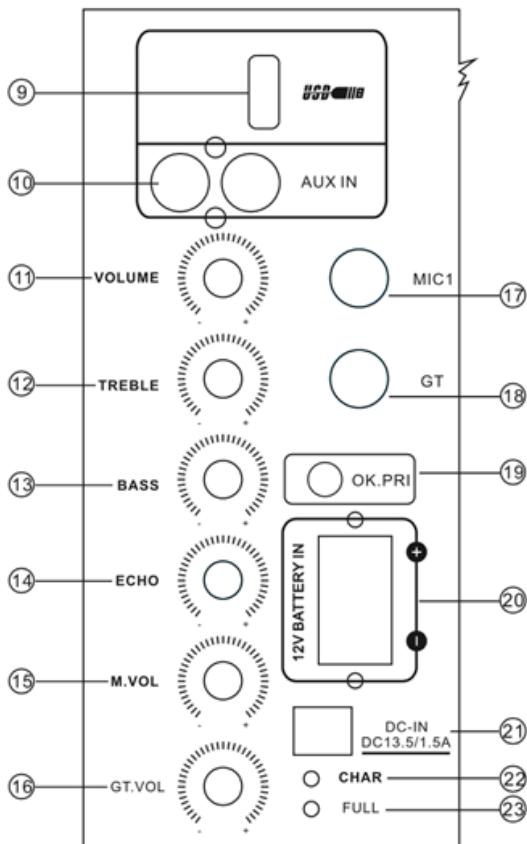 9 USB
10 AUX IN
11 VOLUME MIC1 17
- +
12 TREBLE GT 18
- +
13 BASS OK.PRI 19
- +
14 ECHO 12V BATTERY IN + - 20
- +
15 M.VOL DC-IN 21
DC13.5/1.5A
- +
CHAR 22
16 GT.VOL FULL 23
- +